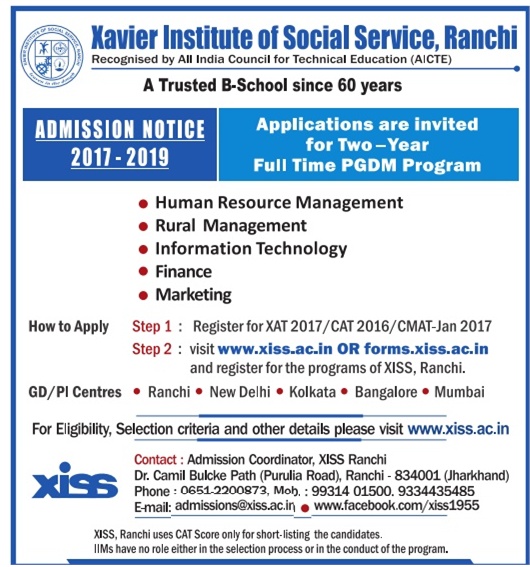 Xavier Institute of Social Service, Ranchi
Recognised by All India Council for Technical Education (AICTE)
A Trusted B-School since 60 years
ADMISSION NOTICE
2017 - 2019
Applications are invited
for Two–Year
Full Time PGDM Program
• Human Resource Management
• Rural Management
• Information Technology
• Finance
• Marketing
How to Apply Step 1 : Register for XAT 2017/CAT 2016/CMAT-Jan 2017
Step 2 : visit www.xiss.ac.in OR forms.xiss.ac.in
and register for the programs of XISS, Ranchi.
GD/PI Centres • Ranchi • New Delhi • Kolkata • Bangalore • Mumbai
For Eligibility, Selection criteria and other details please visit www.xiss.ac.in
xiss
Contact : Admission Coordinator, XISS Ranchi
Dr. Camil Bulcke Path (Purulia Road), Ranchi - 834001 (Jharkhand)
Phone : 0651-2200873, Mob. : 99314 01500, 9334435485
E-mail: admissions@xiss.ac.in • www.facebook.com/xiss1955
XISS, Ranchi uses CAT Score only for short-listing the candidates.
IIMs have no role either in the selection process or in the conduct of the program.